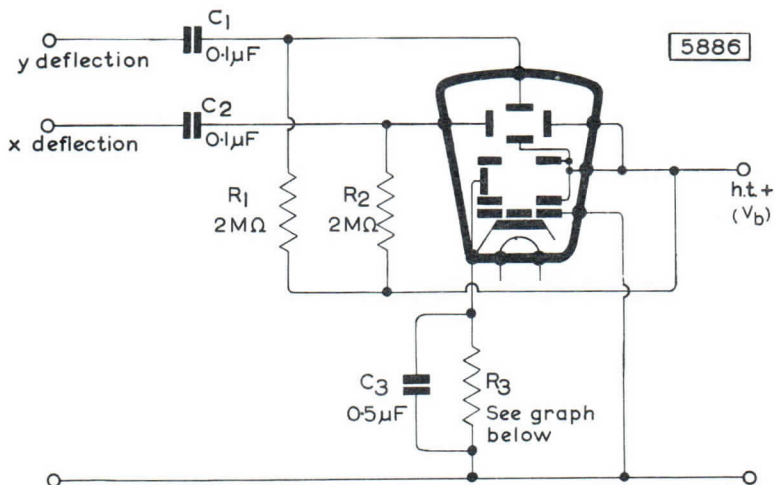 C1
0·1µF
y deflection
5886
C2
0·1µF
x deflection
R1
2MΩ
R2
2MΩ
h.t.+
(Vb)
C3
0·5µF
R3
See graph
below